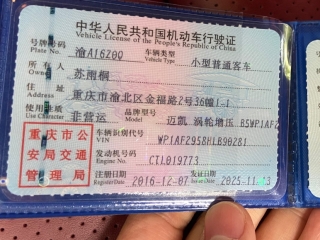 中华人民共和国机动车行驶证
Vehicle License of the People's Republic of China
号牌号码 Plate No. 渝A16Z0Q 车辆类型 Vehicle Type 小型普通客车
所有人 Owner 苏雨桐
住址 Address 重庆市渝北区金福路2号36幢1-1
使用性质 Use Character 非营运 品牌型号 Model 迈凯 涡轮增压 BSWP1AF2
重庆市公安局交通管理局
车辆识别代号 VIN WP1AF2958HLB90281
发动机号码 Engine No. CTL019773
注册日期 Register Date 2016-12-07 发证日期 Issue Date 2025-11-13